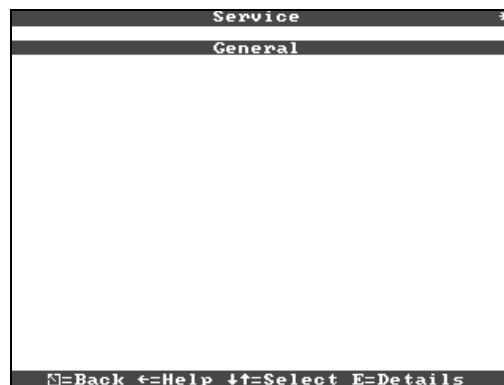 Service *
General
⇱=Back ←=Help ↓↑=Select E=Details